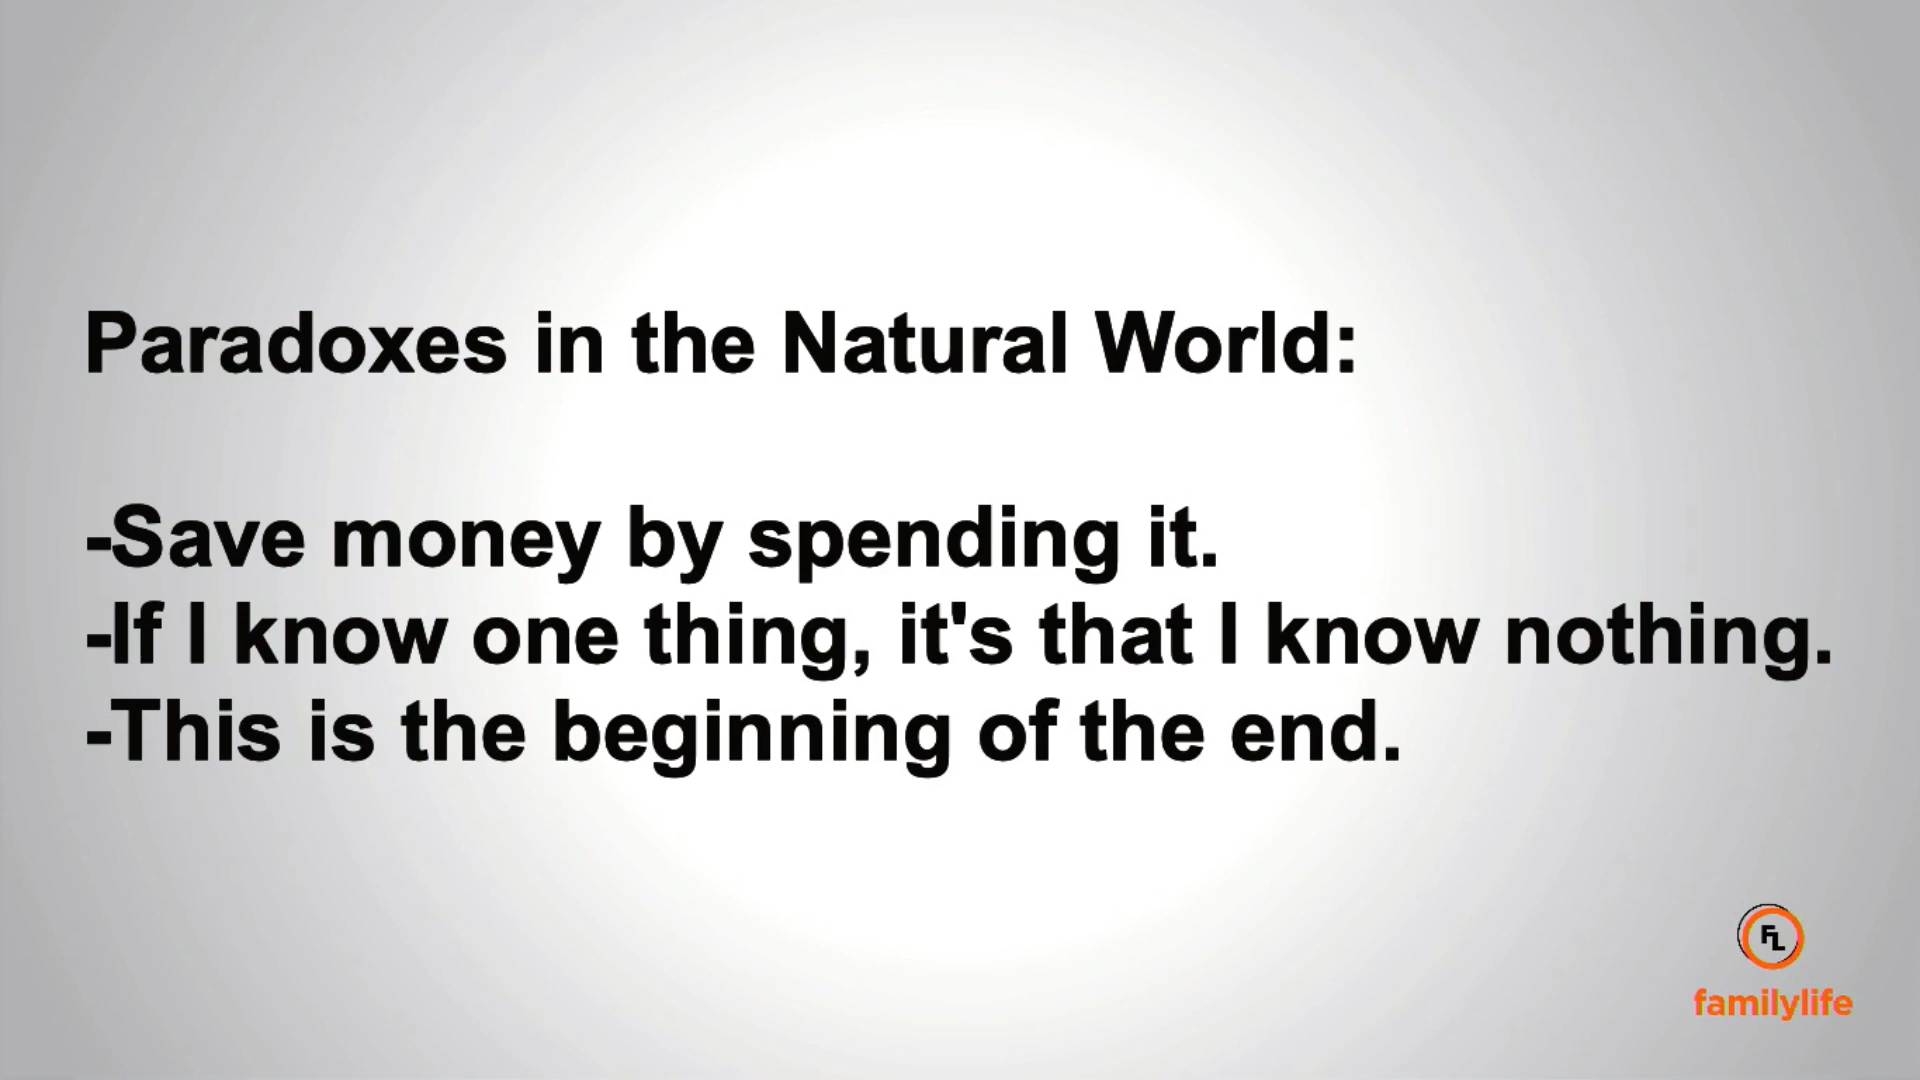 Paradoxes in the Natural World:
-Save money by spending it.
-If I know one thing, it's that I know nothing.
-This is the beginning of the end.
FL
familylife